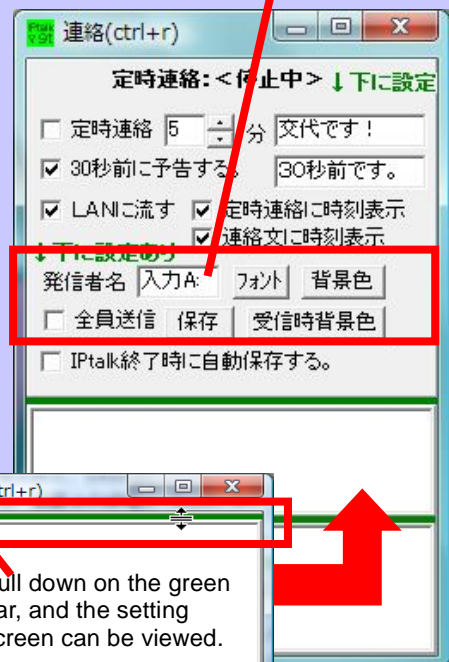 連絡(ctrl+r)
定時連絡:<停止中>↓下に設定
定時連絡 5 分 交代です!
30秒前に予告する。 30秒前です。
LANに流す 定時連絡に時刻表示
連絡文に時刻表示
↓下に設定あり
発信者名 入力A: フォント 背景色
全員送信 保存 受信時背景色
IPtalk終了時に自動保存する。
trl+r)
ull down on the green
ar, and the setting
creen can be viewed.